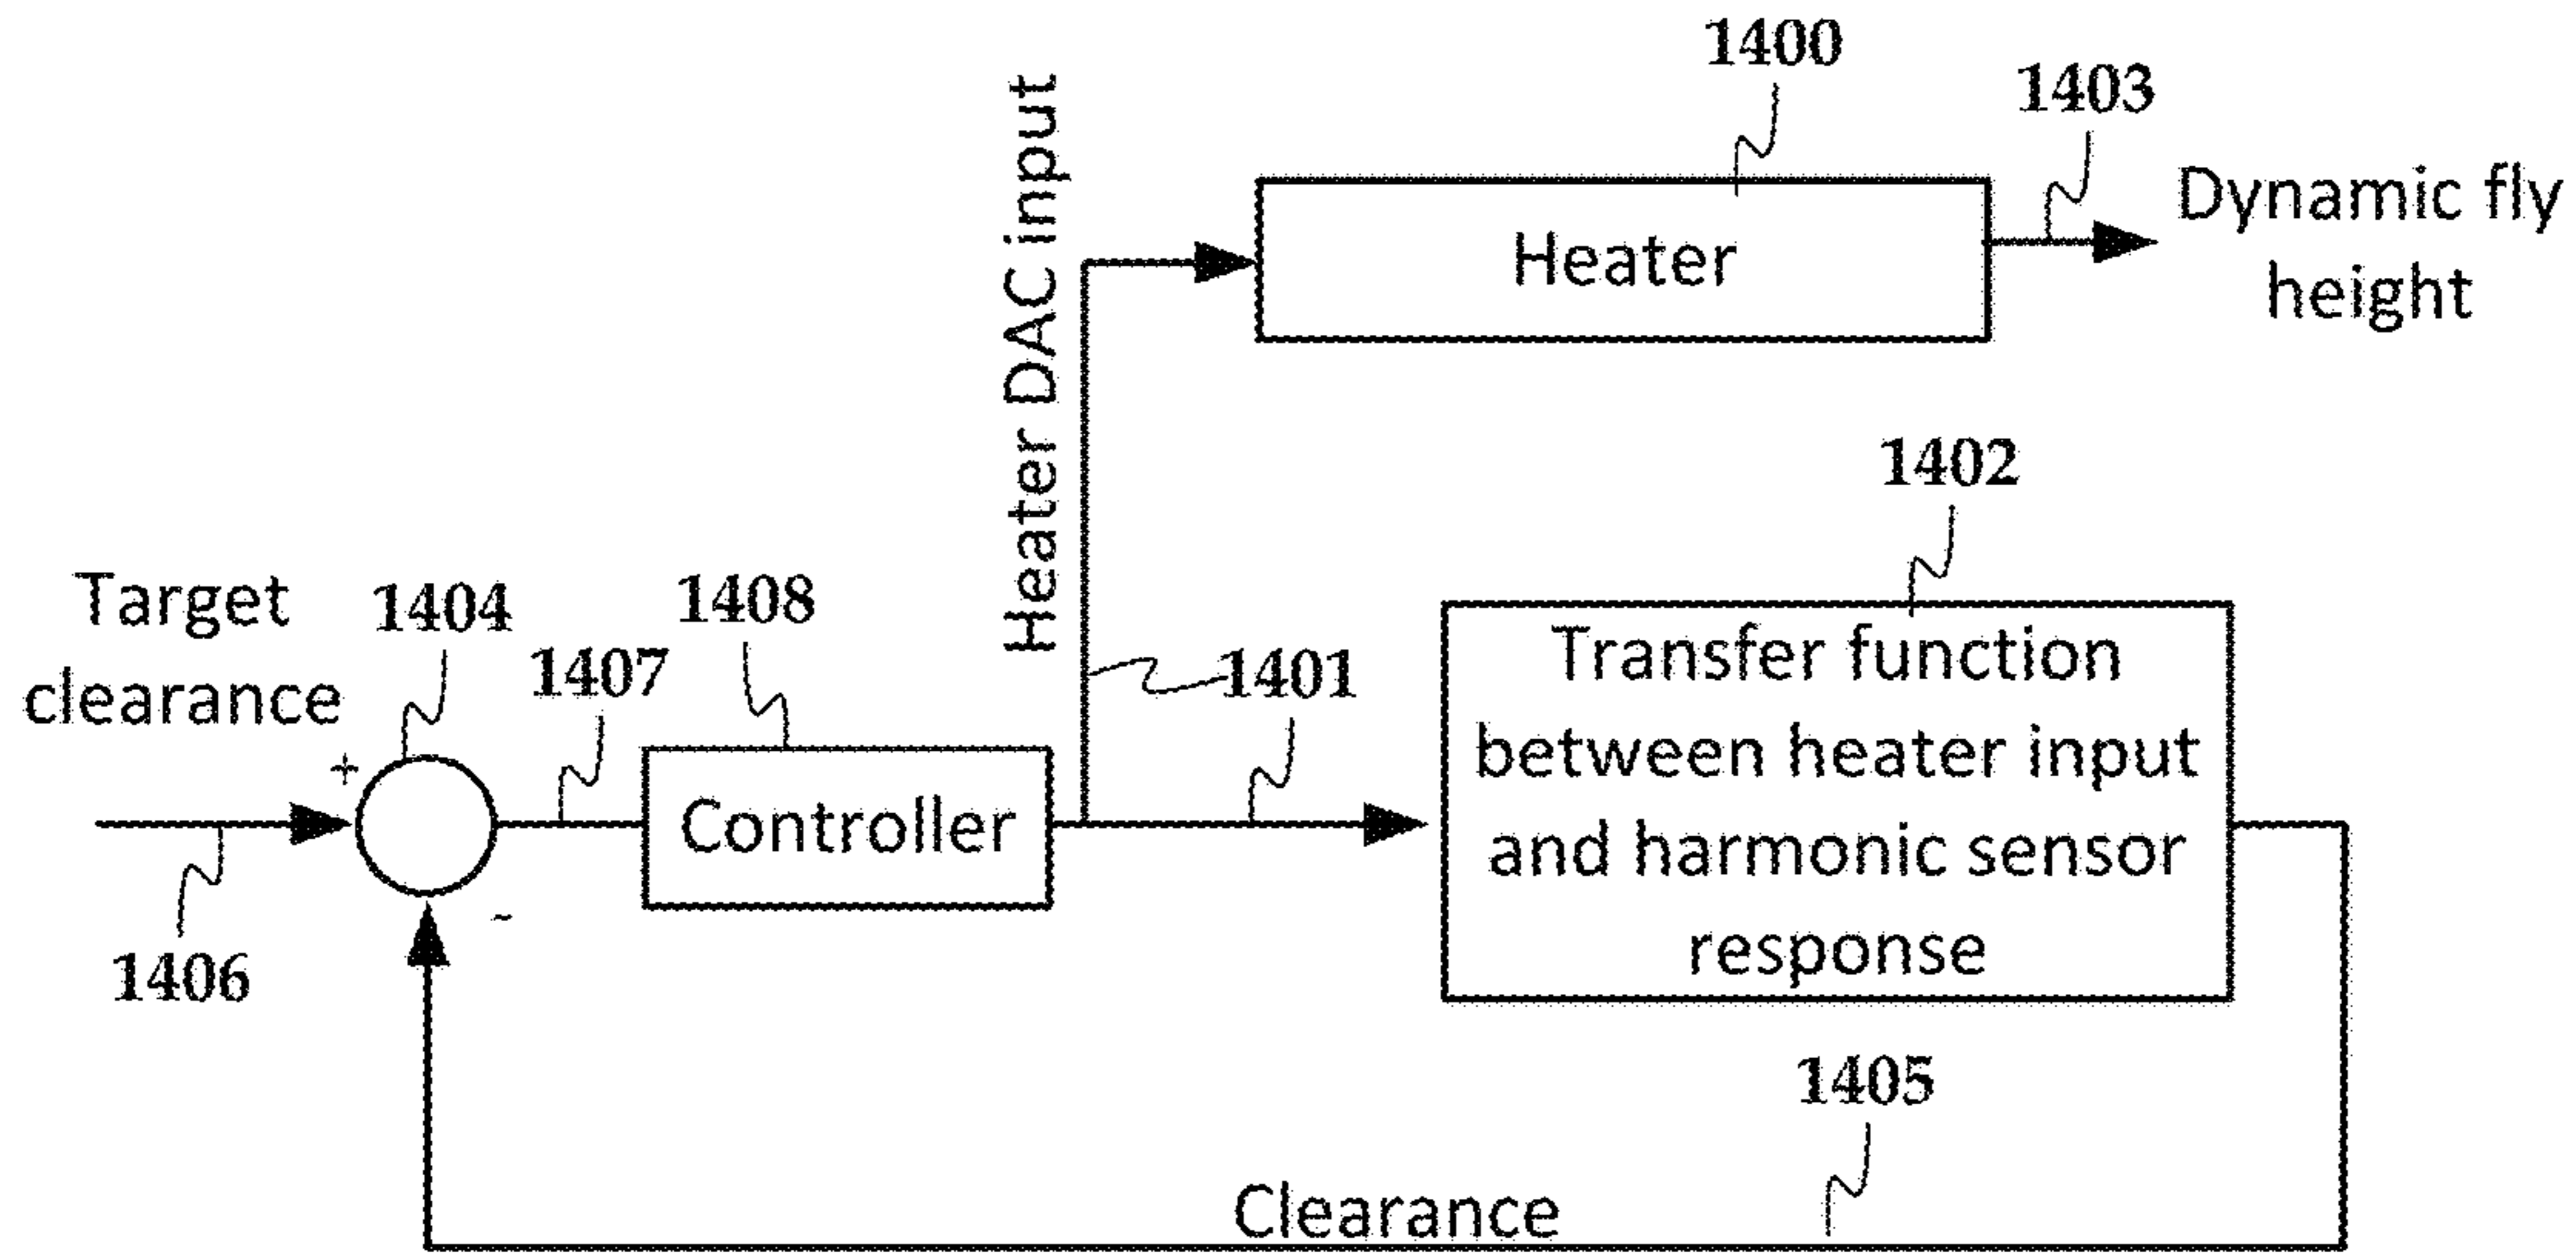 1400
1403
Heater DAC input
Heater
Dynamic fly
height
1402
Target
clearance
1404
1408
1407
1401
Transfer function
between heater input
and harmonic sensor
response
+
Controller
-
1406
1405
Clearance